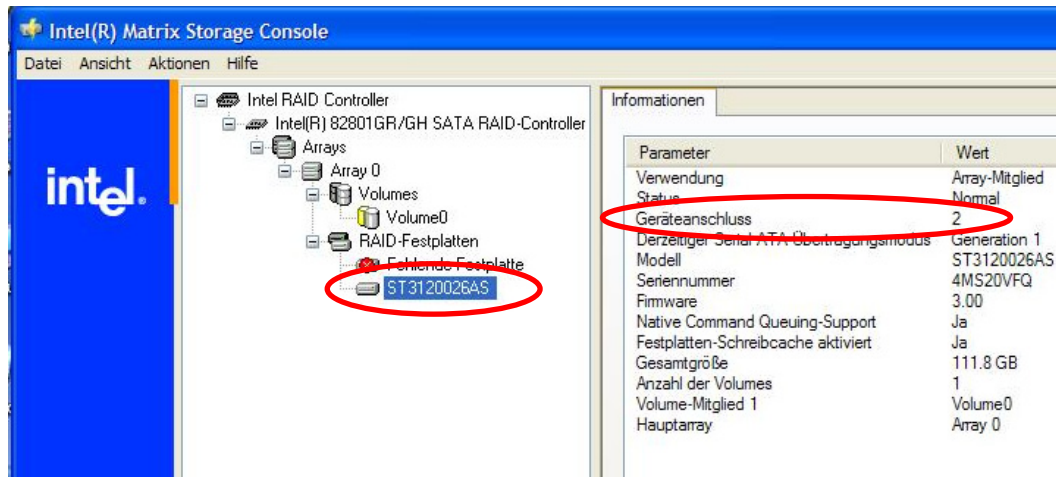 Intel(R) Matrix Storage Console
Datei Ansicht Aktionen Hilfe
intel.
Intel RAID Controller
Intel(R) 82801GR/GH SATA RAID-Controller
Arrays
Array 0
Volumes
Volume0
RAID-Festplatten
Fehlende Festplatte
ST3120026AS
Informationen
Parameter Wert
Verwendung Array-Mitglied
Status Normal
Geräteanschluss 2
Derzeitiger Serial ATA Übertragungsmodus Generation 1
Modell ST3120026AS
Seriennummer 4MS20VFQ
Firmware 3.00
Native Command Queuing-Support Ja
Festplatten-Schreibcache aktiviert Ja
Gesamtgröße 111.8 GB
Anzahl der Volumes 1
Volume-Mitglied 1 Volume0
Hauptarray Array 0